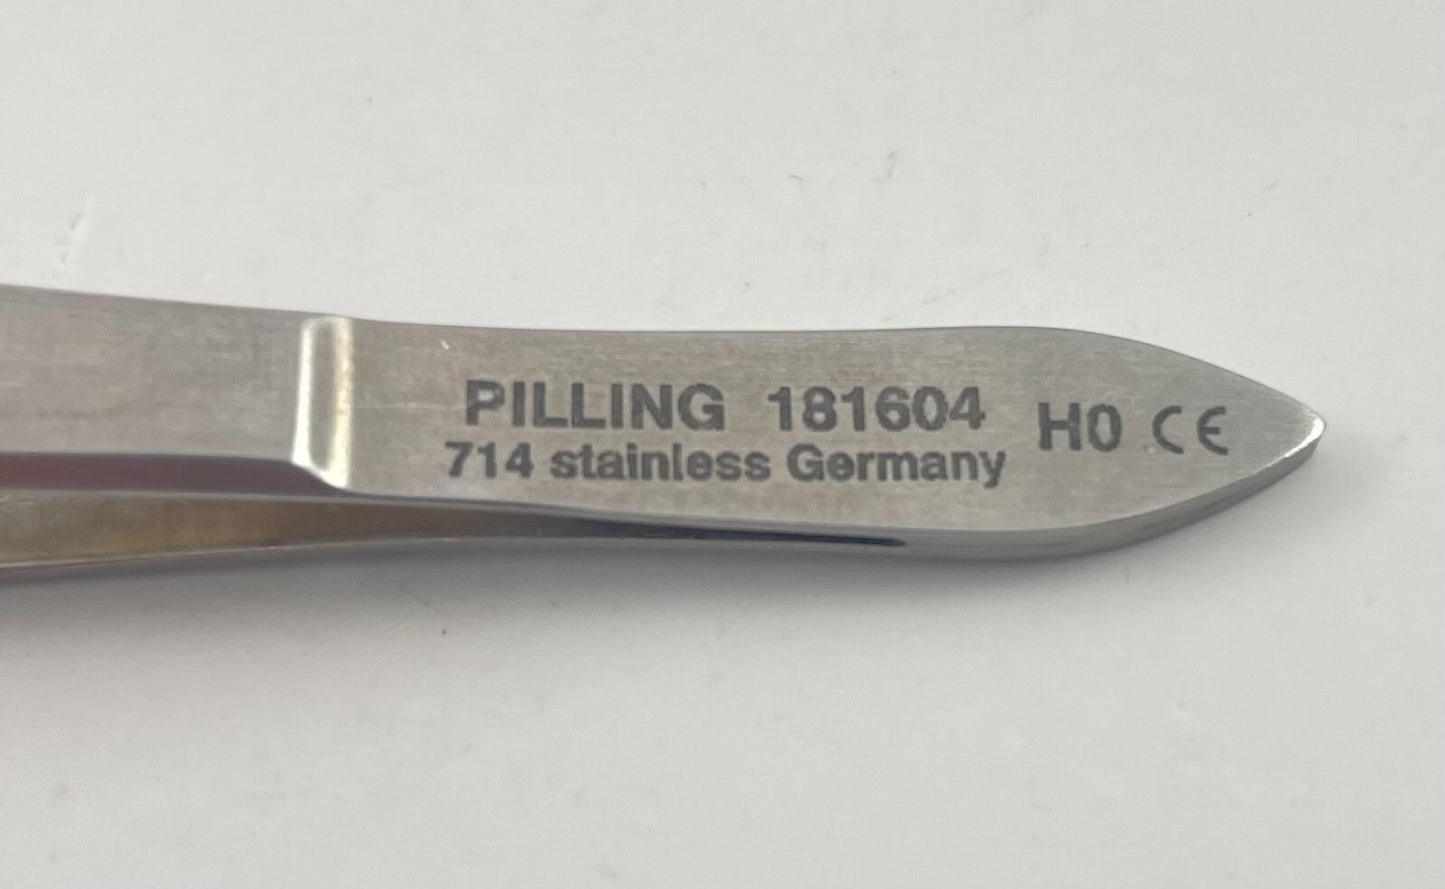 PILLING 181604
714 stainless Germany
H0 CE